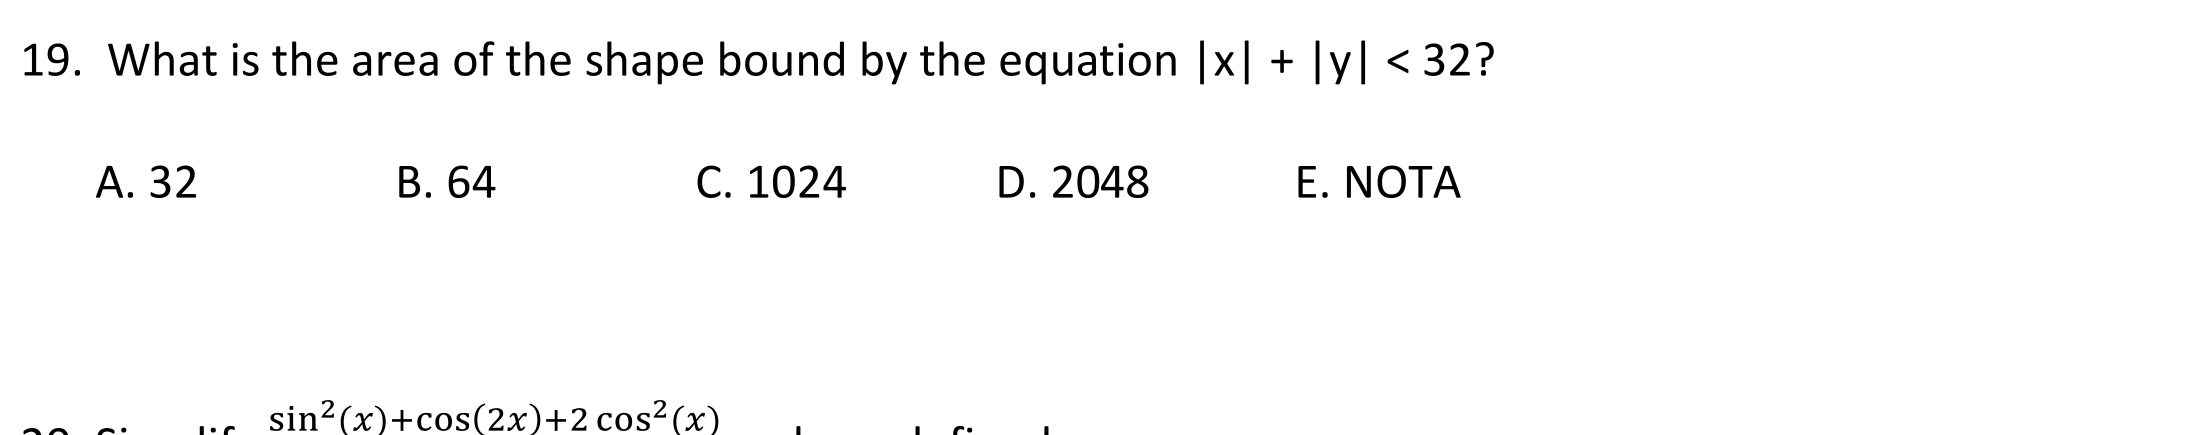 19. What is the area of the shape bound by the equation |x| + |y| < 32?
A. 32 B. 64 C. 1024 D. 2048 E. NOTA
sin²(x)+cos(2x)+2 cos²(x)